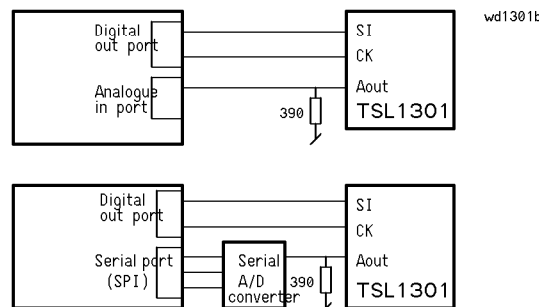 wd1301b
Digital
out port
SI
CK
Analogue
in port
Aout
390
TSL1301
Digital
out port
SI
CK
Serial port
(SPI)
Serial
A/D
converter
Aout
390
TSL1301